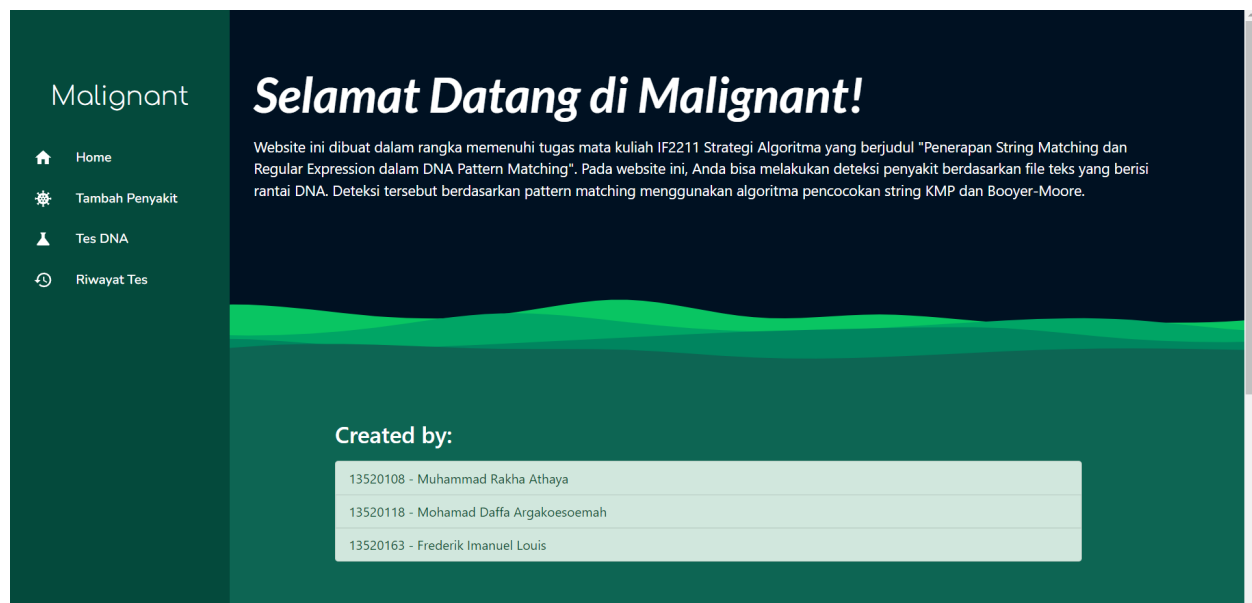 Malignant
Home
Tambah Penyakit
Tes DNA
Riwayat Tes
Selamat Datang di Malignant!
Website ini dibuat dalam rangka memenuhi tugas mata kuliah IF2211 Strategi Algoritma yang berjudul "Penerapan String Matching dan
Regular Expression dalam DNA Pattern Matching". Pada website ini, Anda bisa melakukan deteksi penyakit berdasarkan file teks yang berisi
rantai DNA. Deteksi tersebut berdasarkan pattern matching menggunakan algoritma pencocokan string KMP dan Booyer-Moore.
Created by:
13520108 - Muhammad Rakha Athaya
13520118 - Mohamad Daffa Argakoesoemah
13520163 - Frederik Imanuel Louis